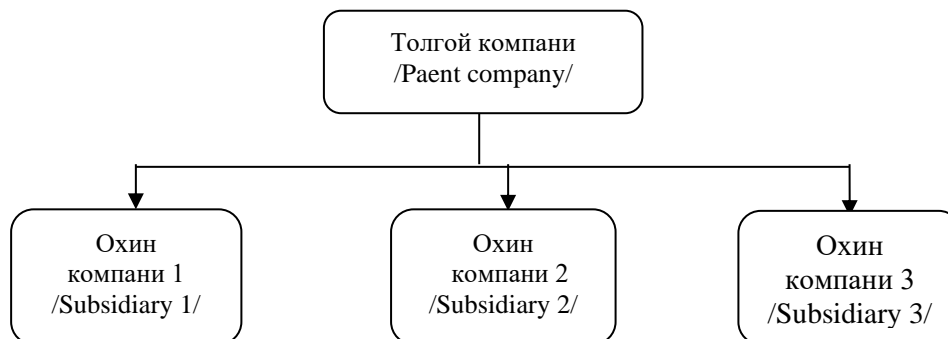 Толгой компани
/Paent company/
Охин
компани 1
/Subsidiary 1/
Охин
компани 2
/Subsidiary 2/
Охин
компани 3
/Subsidiary 3/